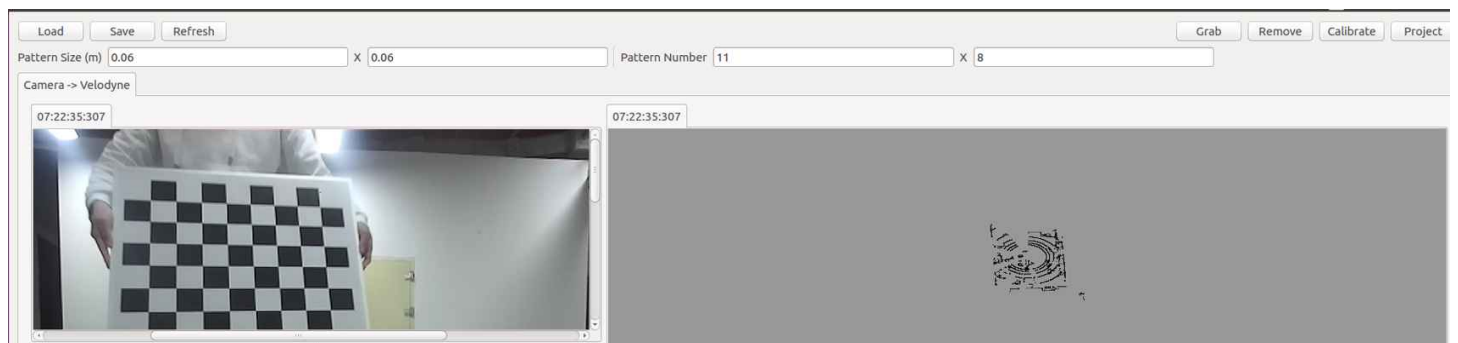 Load Save Refresh Grab Remove Calibrate Project
Pattern Size (m) 0.06 X 0.06 Pattern Number 11 X 8
Camera -> Velodyne
07:22:35:307 07:22:35:307